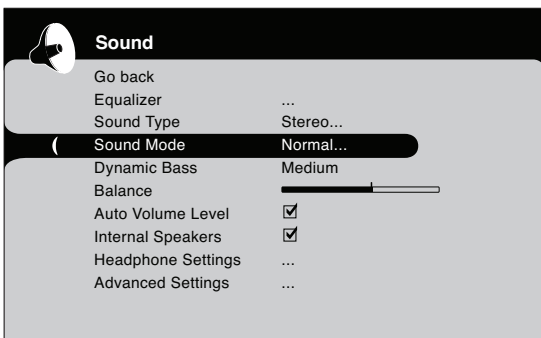 Sound
Go back
Equalizer ...
Sound Type Stereo...
Sound Mode Normal...
Dynamic Bass Medium
Balance
Auto Volume Level
Internal Speakers
Headphone Settings ...
Advanced Settings ...